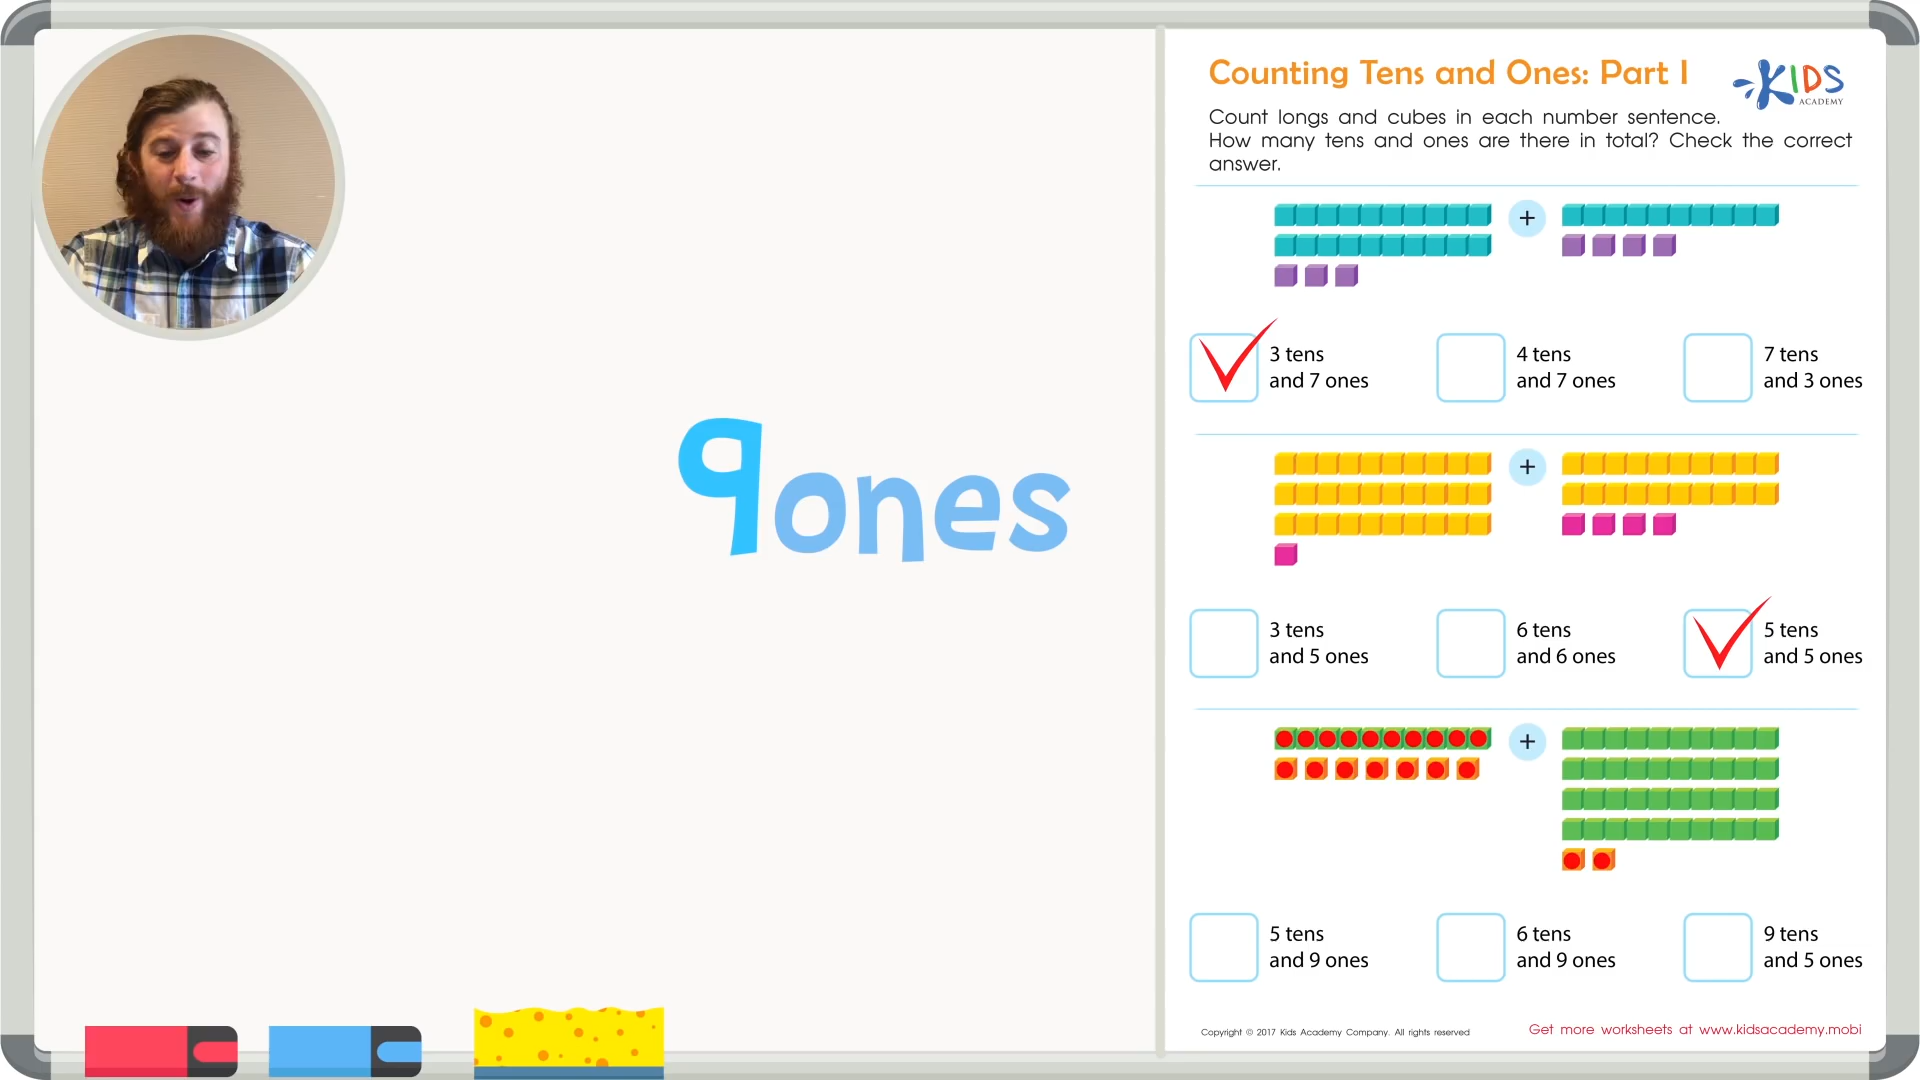 9ones
Counting Tens and Ones: Part I
KIDS
ACADEMY
Count longs and cubes in each number sentence.
How many tens and ones are there in total? Check the correct
answer.
+
3 tens
and 7 ones
4 tens
and 7 ones
7 tens
and 3 ones
+
3 tens
and 5 ones
6 tens
and 6 ones
5 tens
and 5 ones
+
5 tens
and 9 ones
6 tens
and 9 ones
9 tens
and 5 ones
Copyright © 2017 Kids Academy Company. All rights reserved
Get more worksheets at www.kidsacademy.mobi